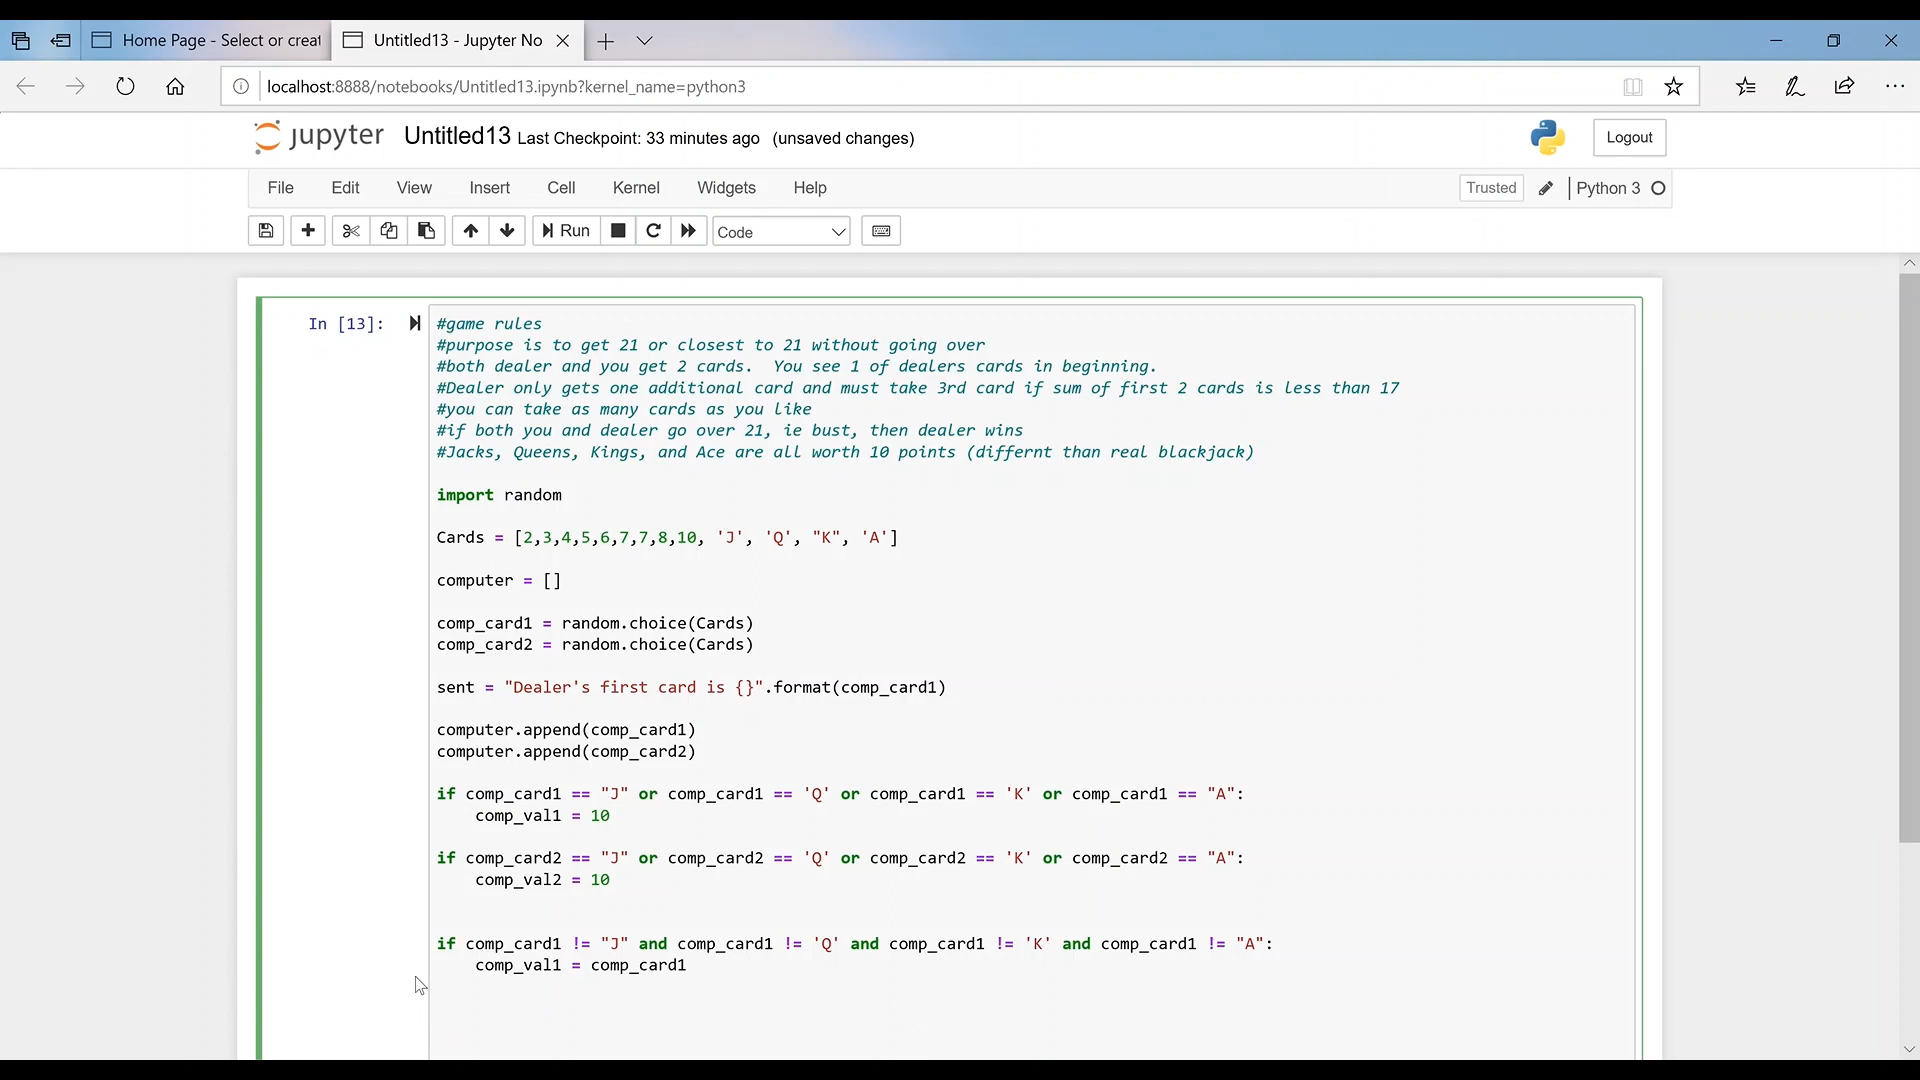 Home Page - Select or creat
Untitled13 - Jupyter No
localhost:8888/notebooks/Untitled13.ipynb?kernel_name=python3
jupyter Untitled13 Last Checkpoint: 33 minutes ago (unsaved changes)
Logout
File Edit View Insert Cell Kernel Widgets Help
Trusted
Python 3
Run
Code
In [13]:
#game rules
#purpose is to get 21 or closest to 21 without going over
#both dealer and you get 2 cards.  You see 1 of dealers cards in beginning.
#Dealer only gets one additional card and must take 3rd card if sum of first 2 cards is less than 17
#you can take as many cards as you like
#if both you and dealer go over 21, ie bust, then dealer wins
#Jacks, Queens, Kings, and Ace are all worth 10 points (differnt than real blackjack)
import random
Cards = [2,3,4,5,6,7,7,8,10, 'J', 'Q', "K", 'A']
computer = []
comp_card1 = random.choice(Cards)
comp_card2 = random.choice(Cards)
sent = "Dealer's first card is {}".format(comp_card1)
computer.append(comp_card1)
computer.append(comp_card2)
if comp_card1 == "J" or comp_card1 == 'Q' or comp_card1 == 'K' or comp_card1 == "A":
    comp_val1 = 10
if comp_card2 == "J" or comp_card2 == 'Q' or comp_card2 == 'K' or comp_card2 == "A":
    comp_val2 = 10
if comp_card1 != "J" and comp_card1 != 'Q' and comp_card1 != 'K' and comp_card1 != "A":
    comp_val1 = comp_card1